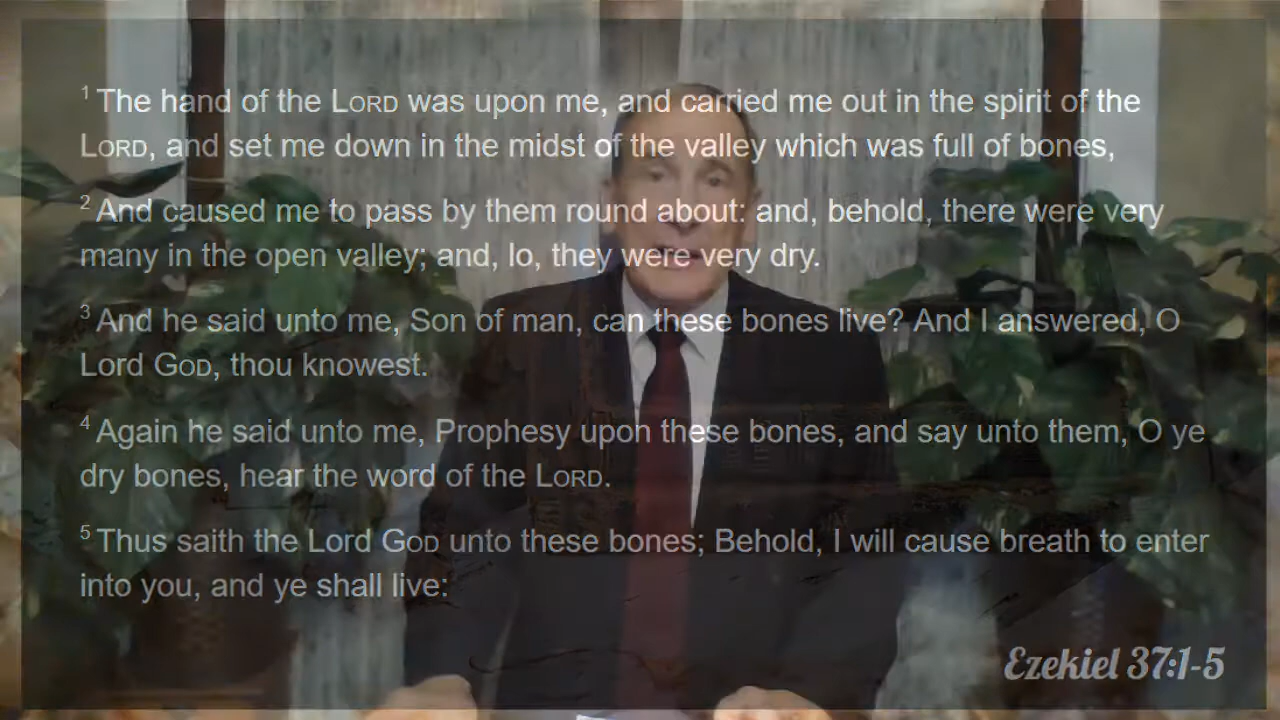 1 The hand of the LORD was upon me, and carried me out in the spirit of the
LORD, and set me down in the midst of the valley which was full of bones,
2 And caused me to pass by them round about: and, behold, there were very
many in the open valley; and, lo, they were very dry.
3 And he said unto me, Son of man, can these bones live? And I answered, O
Lord GOD, thou knowest.
4 Again he said unto me, Prophesy upon these bones, and say unto them, O ye
dry bones, hear the word of the LORD.
5 Thus saith the Lord GOD unto these bones; Behold, I will cause breath to enter
into you, and ye shall live:
Ezekiel 37:1-5